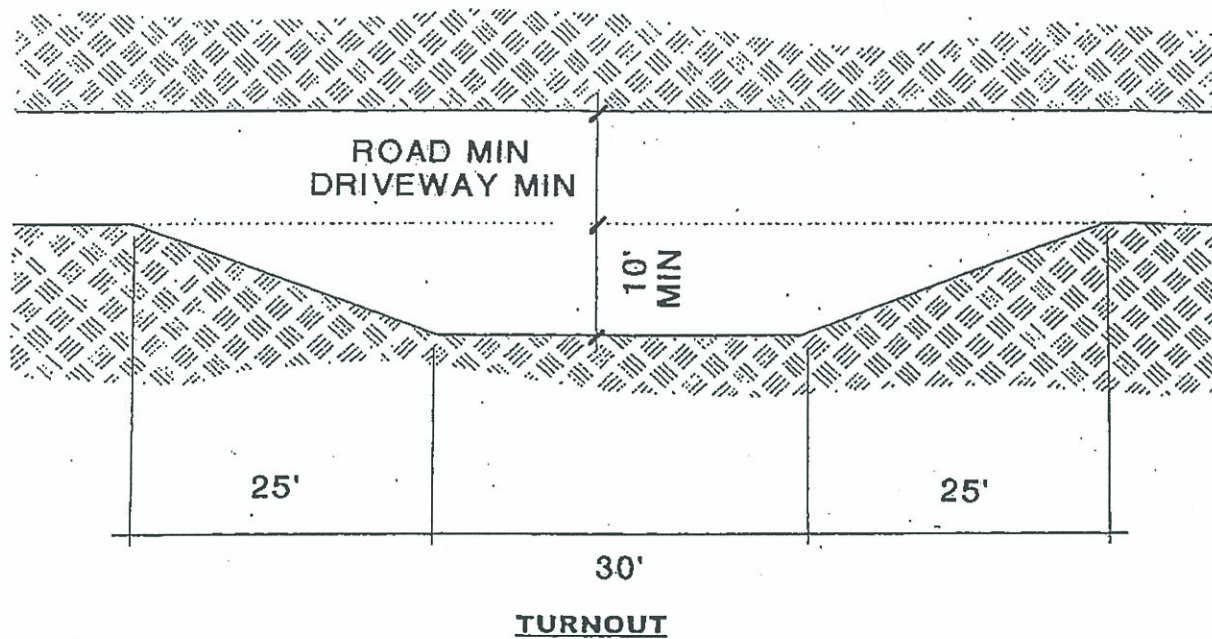 ROAD MIN
DRIVEWAY MIN
10'
MIN
25'
25'
30'
TURNOUT